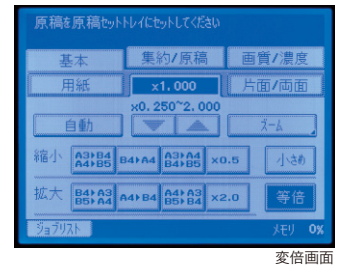 原稿を原稿セットトレイにセットしてください
基本 集約/原稿 画質/濃度
用紙 ×1.000 片面/両面
×0.250~2.000
自動 ▼ ▲ ズーム
縮小 A3▸B4 A4▸B5 B4▸A4 A3▸A4 B4▸B5 ×0.5 小さめ
拡大 B4▸A3 B5▸A4 A4▸B4 A4▸A3 B5▸B4 ×2.0 等倍
ジョブリスト メモリ 0%
変倍画面